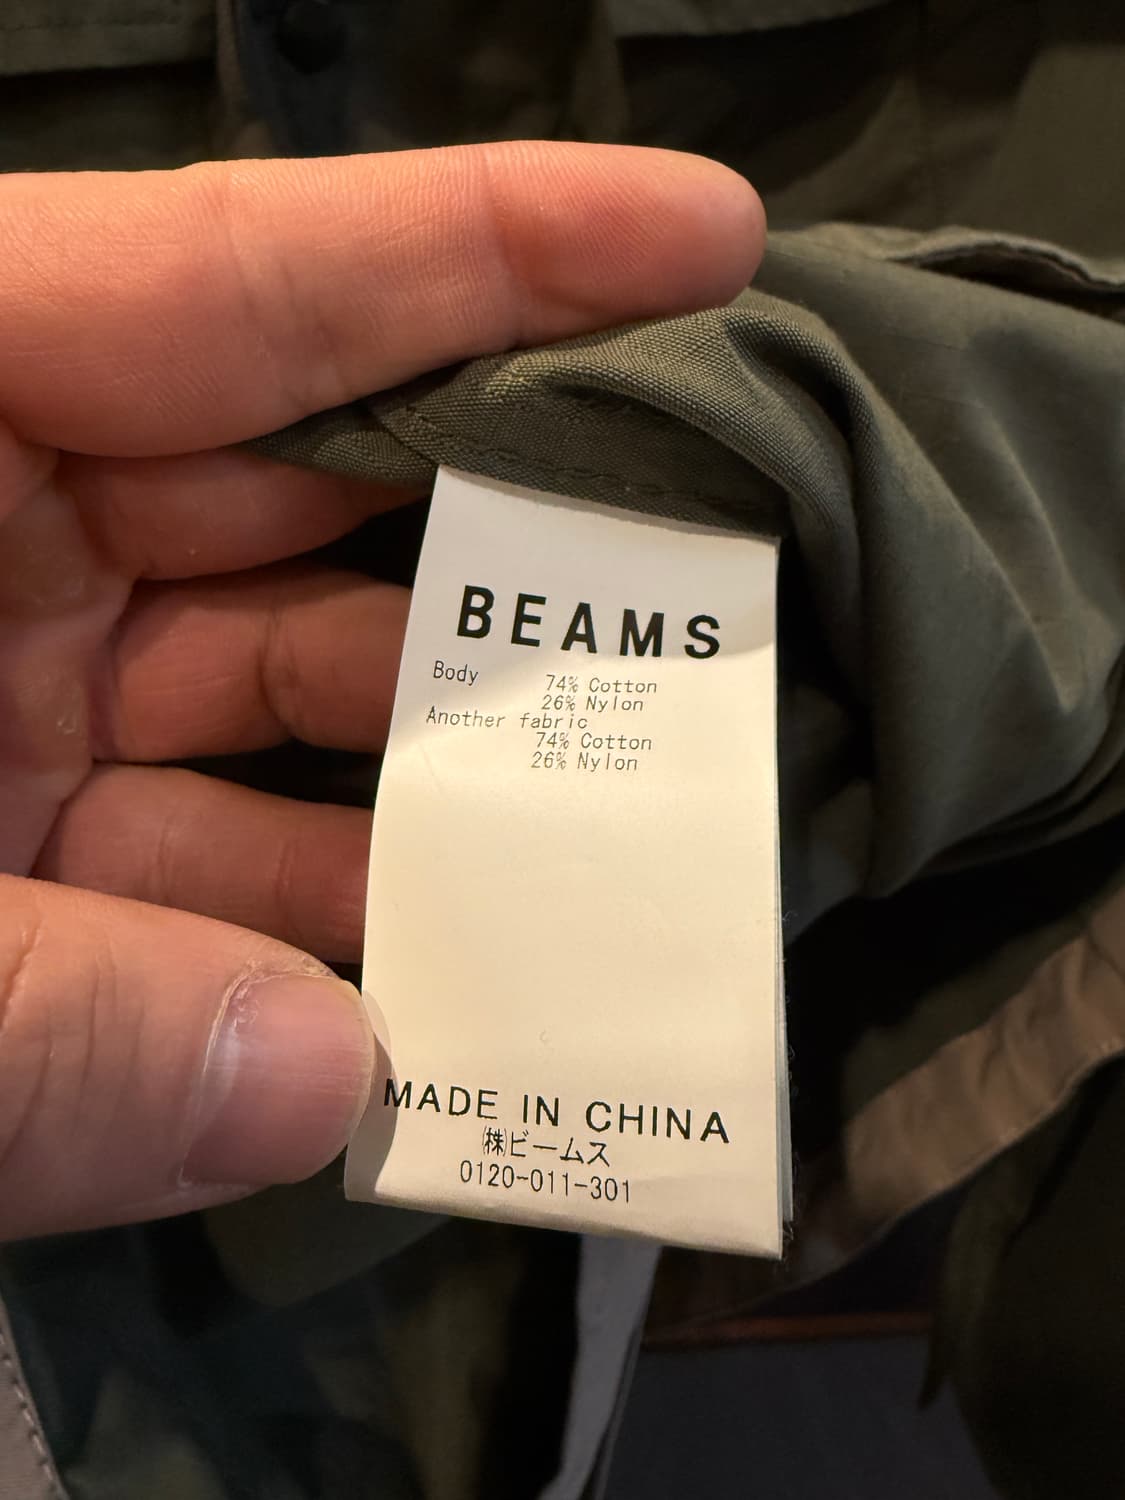 BEAMS
Body 74% Cotton
26% Nylon
Another fabric
74% Cotton
26% Nylon
MADE IN CHINA
㈱ビームス
0120-011-301